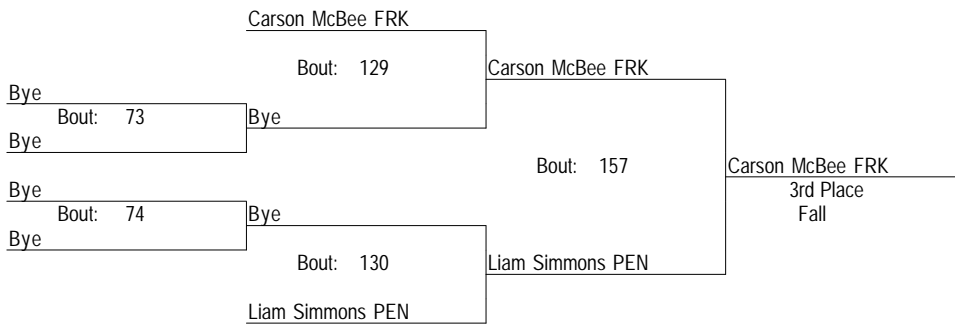 Carson McBee FRK
Bout: 129
Carson McBee FRK
Bye
Bout: 73
Bye
Bye
Bout: 157
Carson McBee FRK
3rd Place
Fall
Bye
Bout: 74
Bye
Bye
Bout: 130
Liam Simmons PEN
Liam Simmons PEN